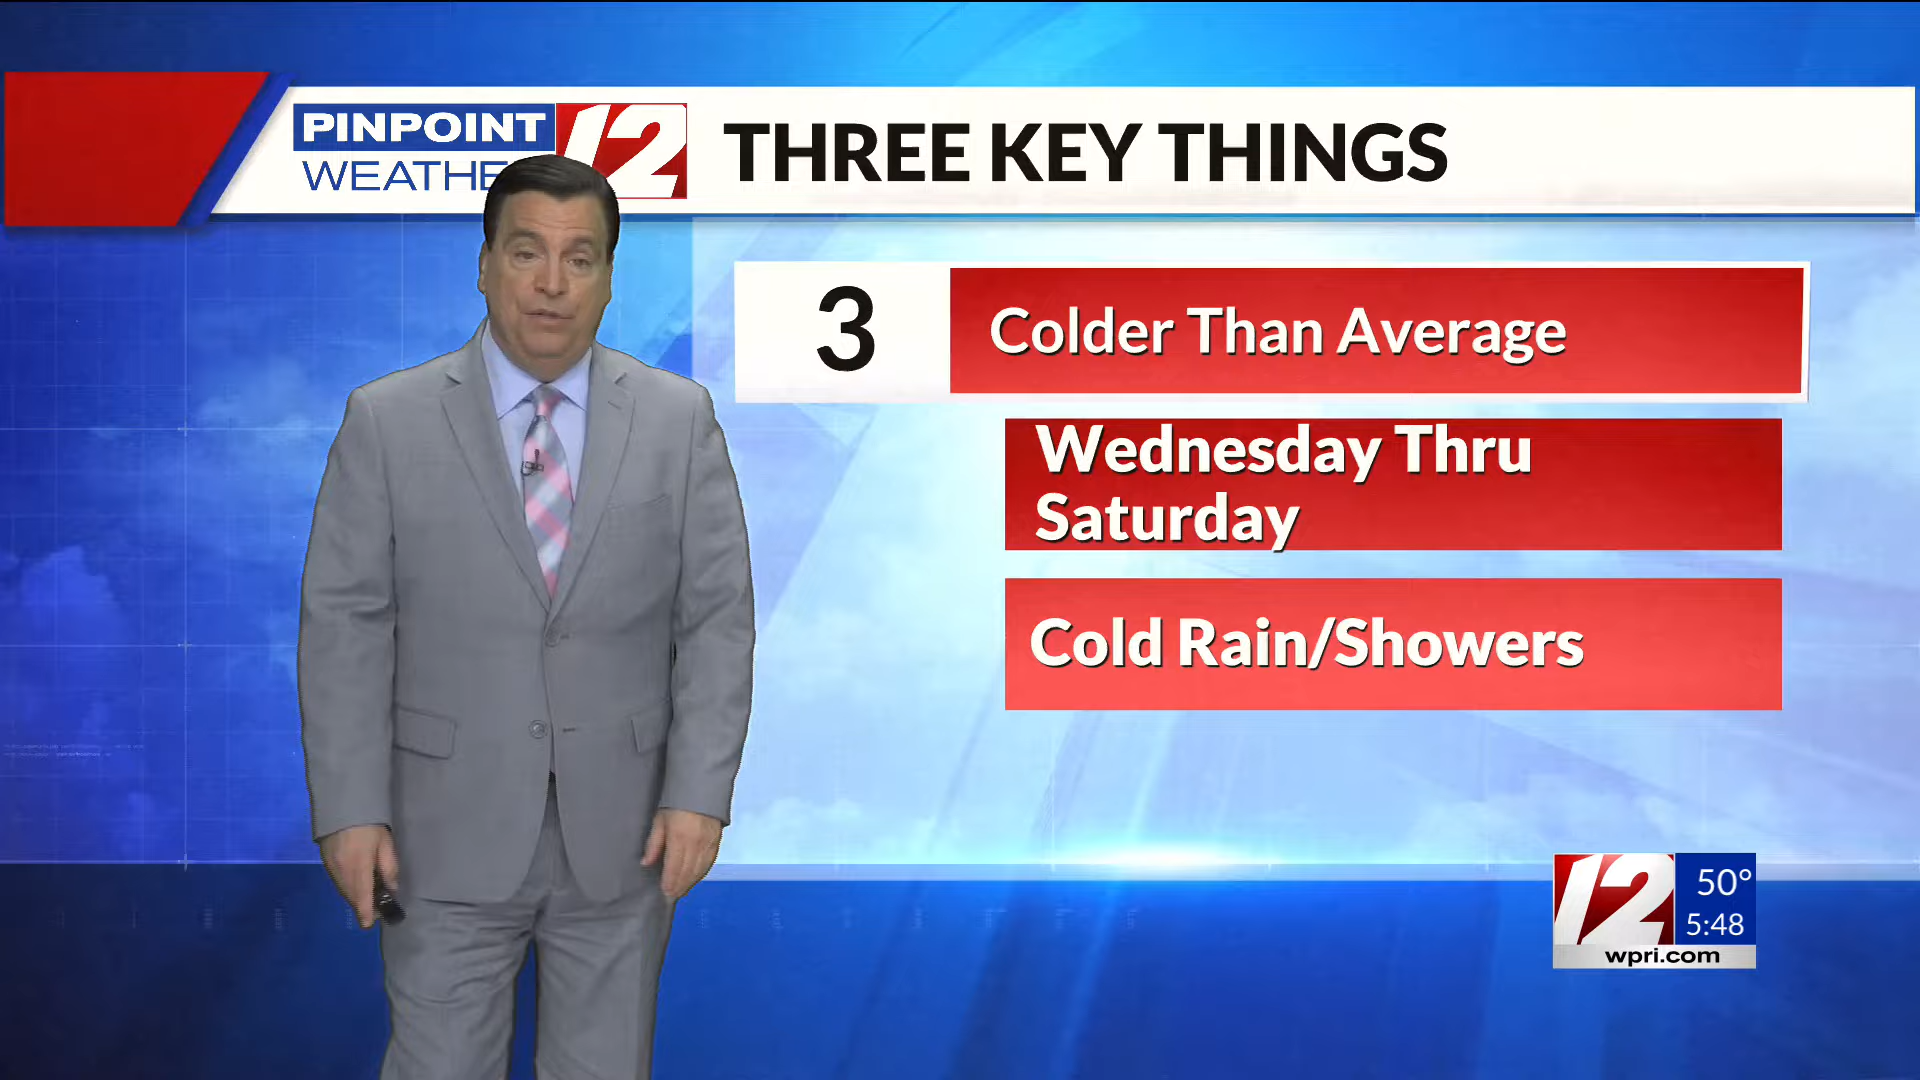 PINPOINT
WEATHE
12
THREE KEY THINGS
3
Colder Than Average
Wednesday Thru
Saturday
Cold Rain/Showers
12
50°
5:48
wpri.com